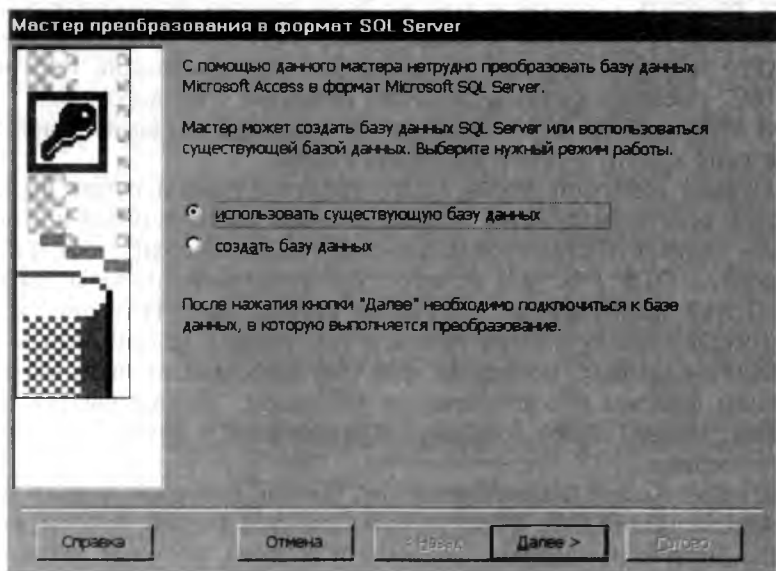 Мастер преобразования в формат SQL Server
С помощью данного мастера нетрудно преобразовать базу данных
Microsoft Access в формат Microsoft SQL Server.
Мастер может создать базу данных SQL Server или воспользоваться
существующей базой данных. Выберите нужный режим работы.
использовать существующую базу данных
создать базу данных
После нажатия кнопки "Далее" необходимо подключиться к базе
данных, в которую выполняется преобразование.
Справка
Отмена
< Назад
Далее >
Готово